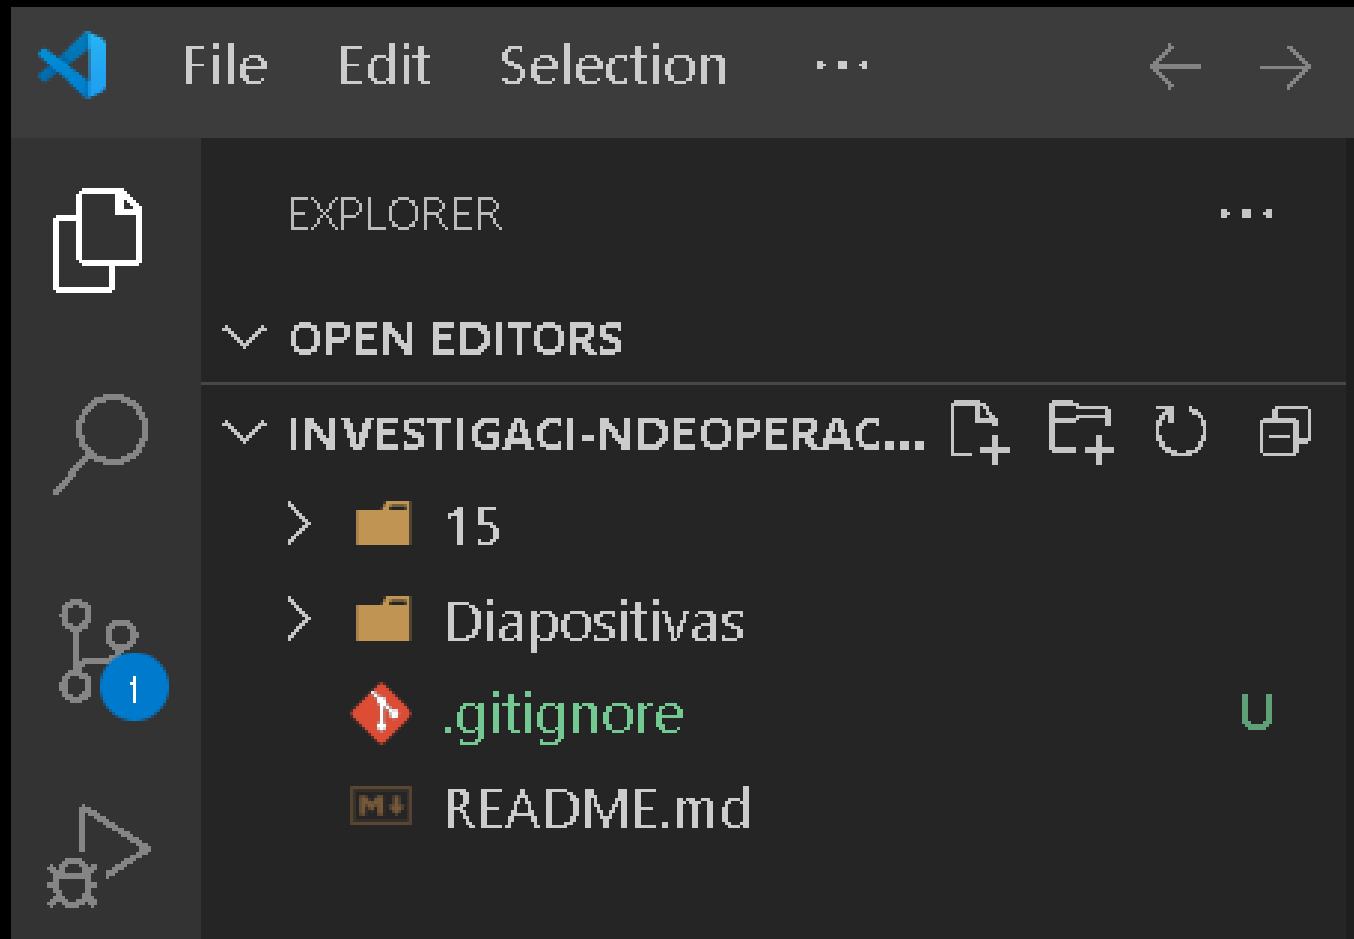 File Edit Selection ...
EXPLORER ...
OPEN EDITORS
INVESTIGACI-NDEOPERAC...
15
Diapositivas
1
.gitignore U
M README.md